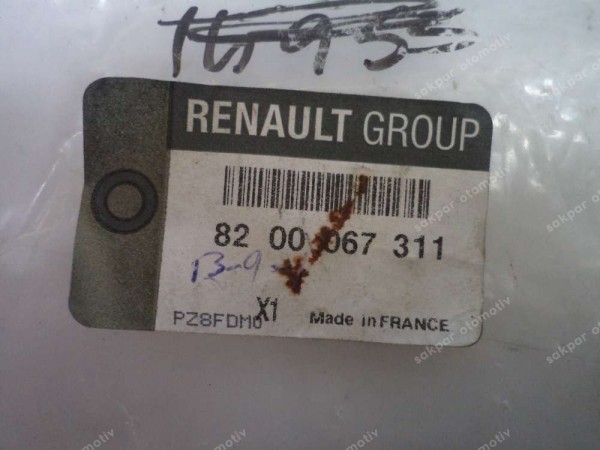 RENAULT GROUP
82 00 067 311
X1
PZ8FDM0
Made in FRANCE
sakpar otomotiv